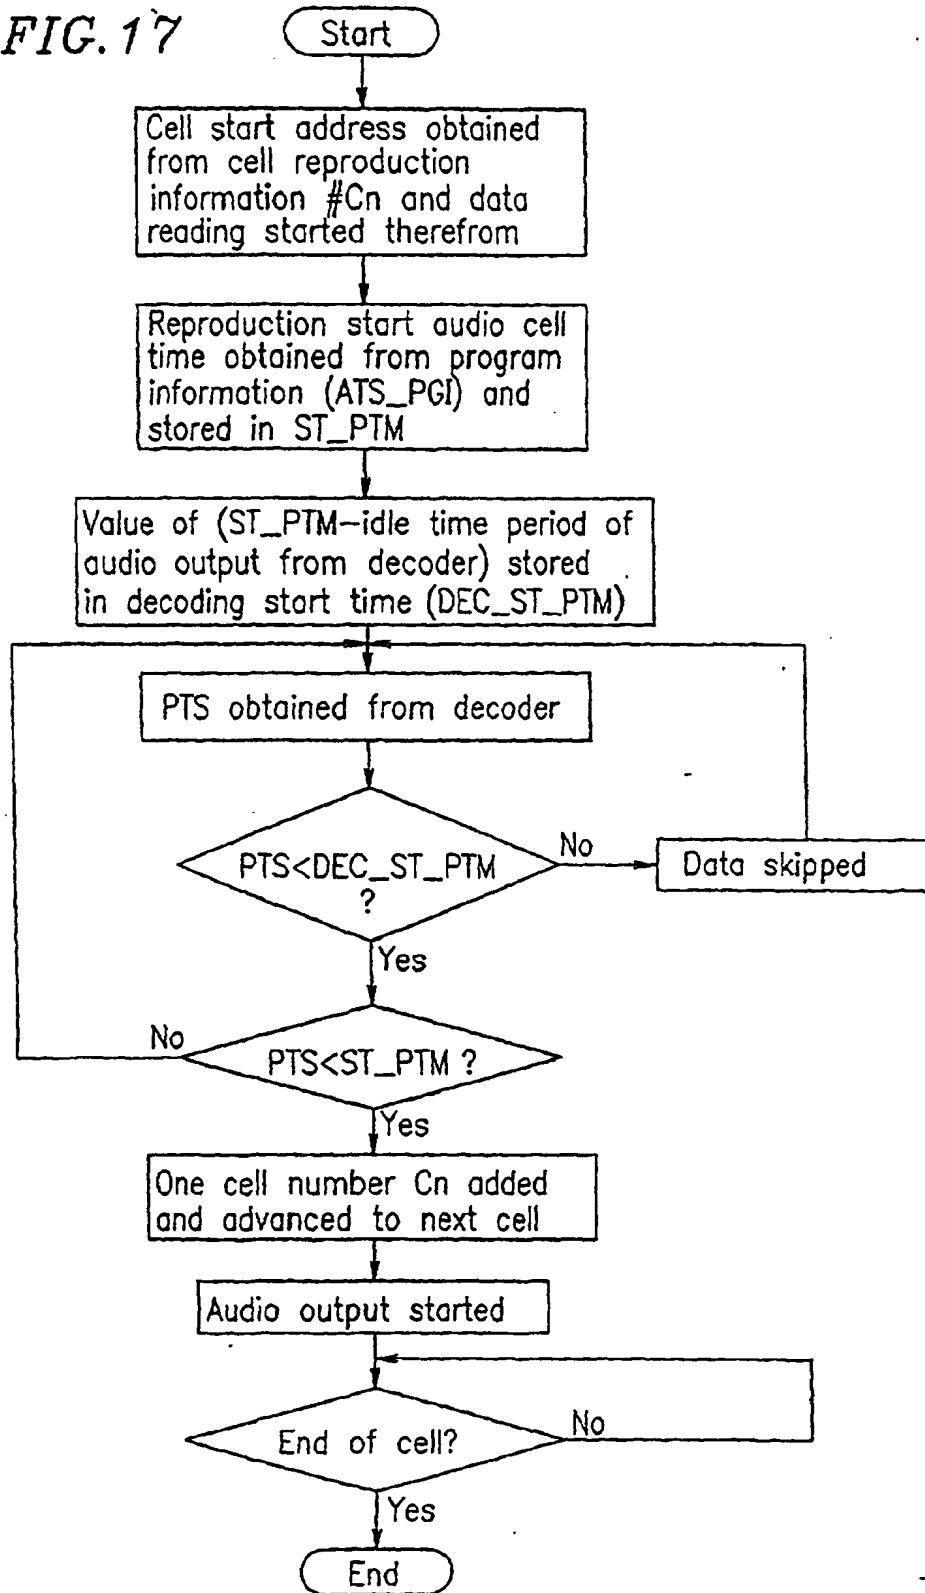 FIG.17
Start
Cell start address obtained
from cell reproduction
information #Cn and data
reading started therefrom
Reproduction start audio cell
time obtained from program
information (ATS_PGI) and
stored in ST_PTM
Value of (ST_PTM-idle time period of
audio output from decoder) stored
in decoding start time (DEC_ST_PTM)
PTS obtained from decoder
PTS<DEC_ST_PTM
?
No
Data skipped
Yes
No
PTS<ST_PTM ?
Yes
One cell number Cn added
and advanced to next cell
Audio output started
End of cell?
No
Yes
End